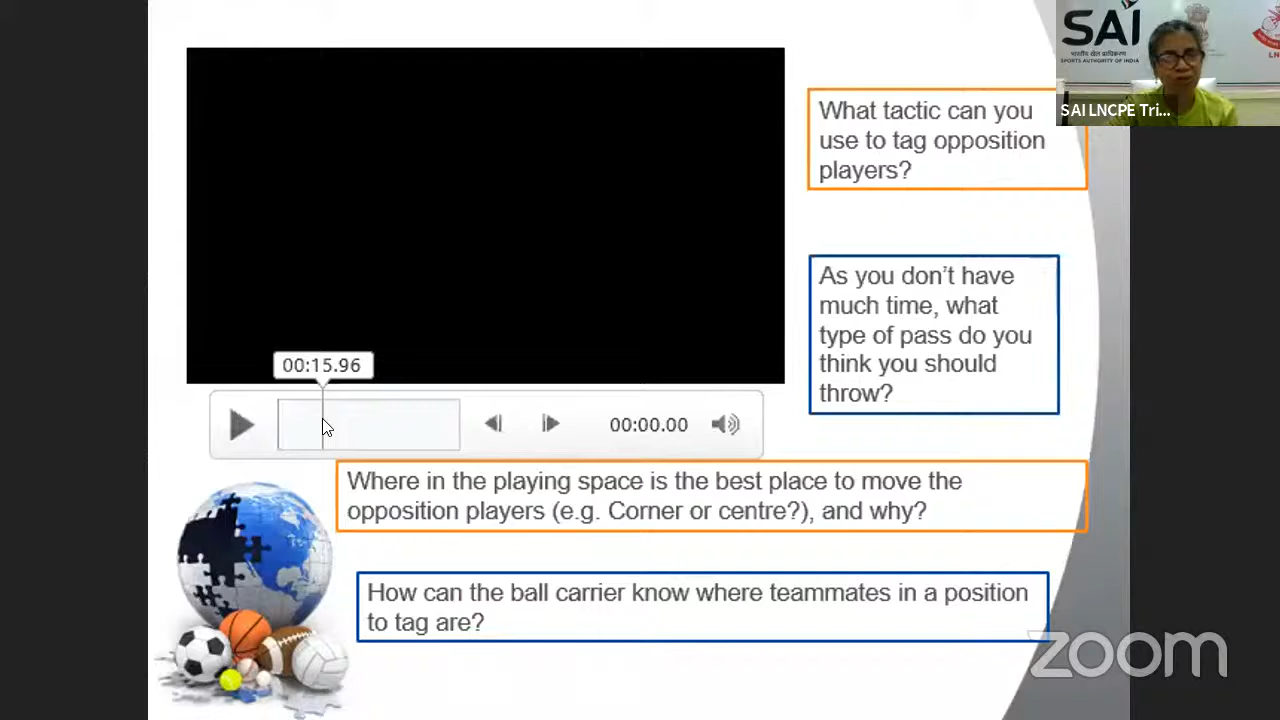 SAI
भारतीय खेल प्राधिकरण
SPORTS AUTHORITY OF INDIA
LN
SAI LNCPE Tri...
What tactic can you
use to tag opposition
players?
As you don't have
much time, what
type of pass do you
think you should
throw?
00:15.96
00:00.00
Where in the playing space is the best place to move the
opposition players (e.g. Corner or centre?), and why?
How can the ball carrier know where teammates in a position
to tag are?
zoom